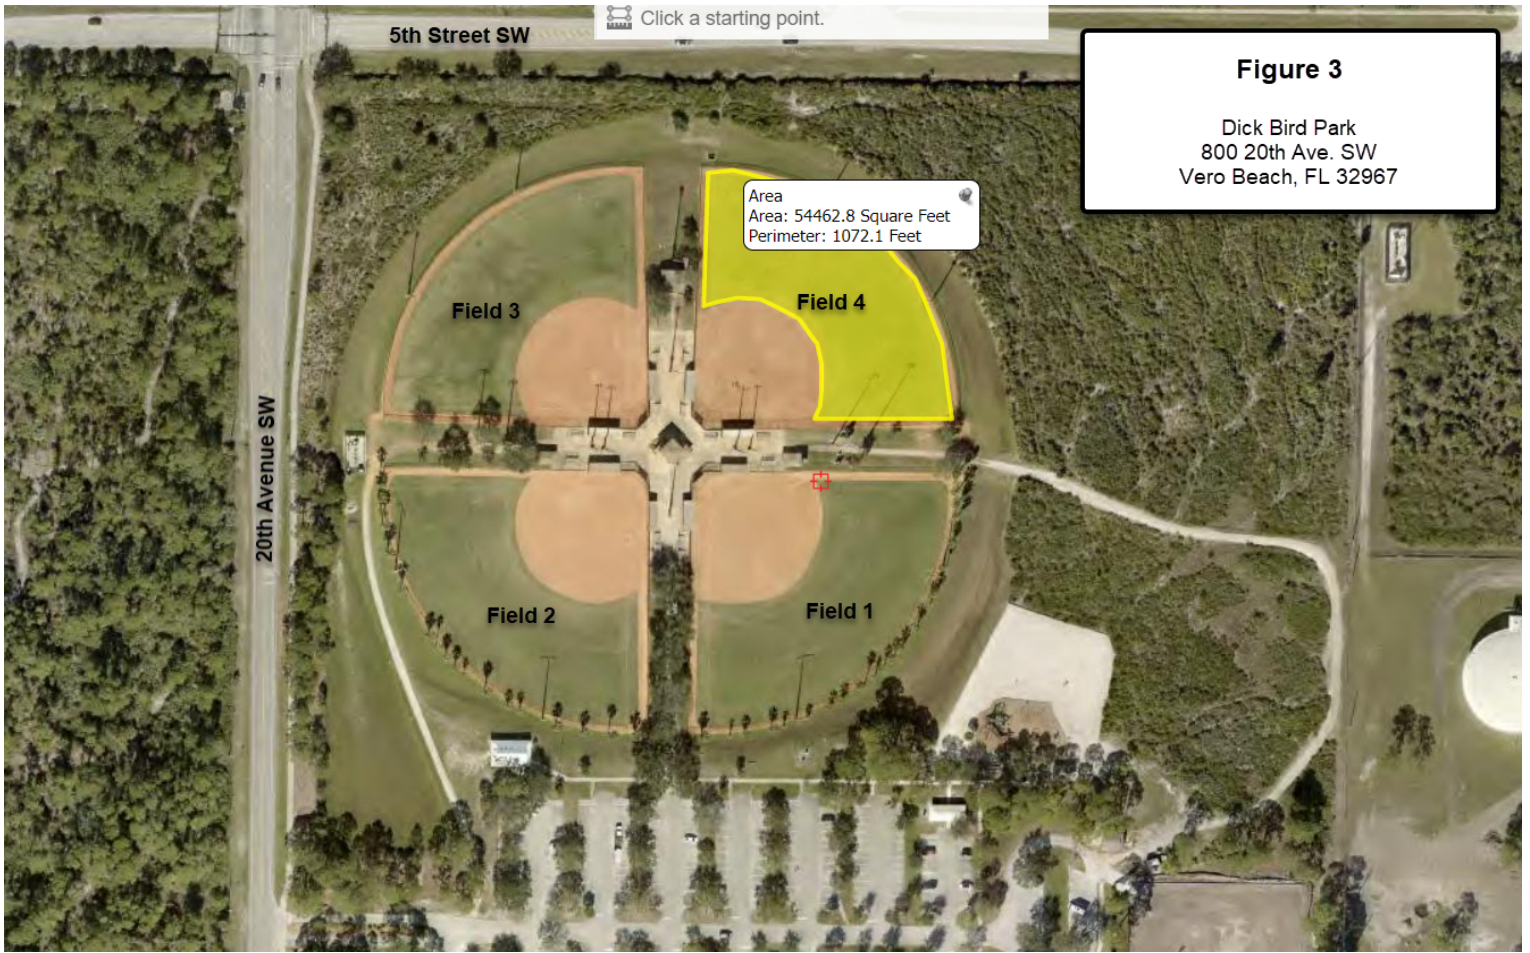 Click a starting point.
5th Street SW
Figure 3
Dick Bird Park
800 20th Ave. SW
Vero Beach, FL 32967
Area
Area: 54462.8 Square Feet
Perimeter: 1072.1 Feet
Field 3
Field 4
20th Avenue SW
Field 2
Field 1